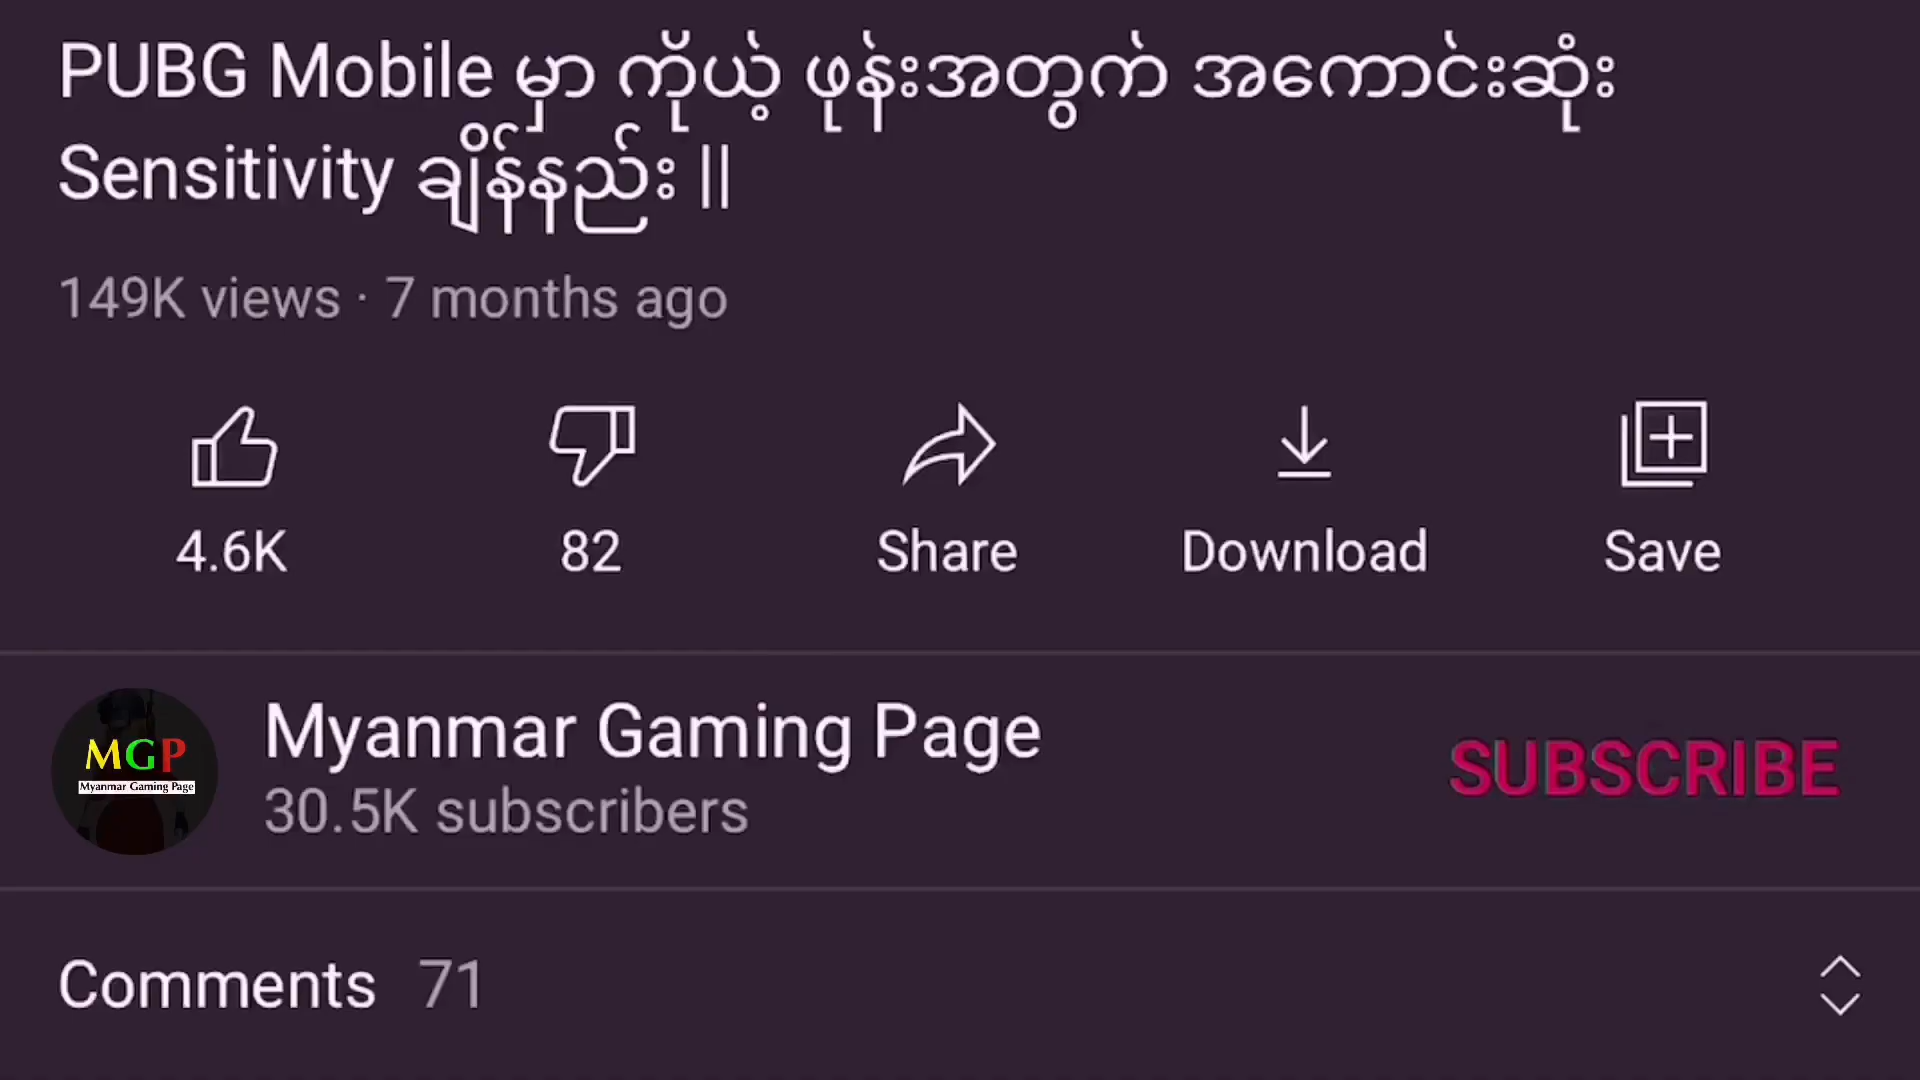 PUBG Mobile မှာ ကိုယ့် ဖုန်းအတွက် အကောင်းဆုံး
Sensitivity ချိန်နည်း ||
149K views · 7 months ago
4.6K
82
Share
Download
Save
MGP
Myanmar Gaming Page
Myanmar Gaming Page
30.5K subscribers
SUBSCRIBE
Comments 71